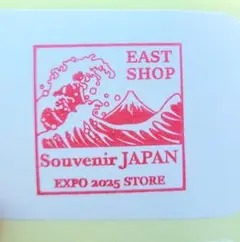 EAST
SHOP
Souvenir JAPAN
EXPO 2025 STORE